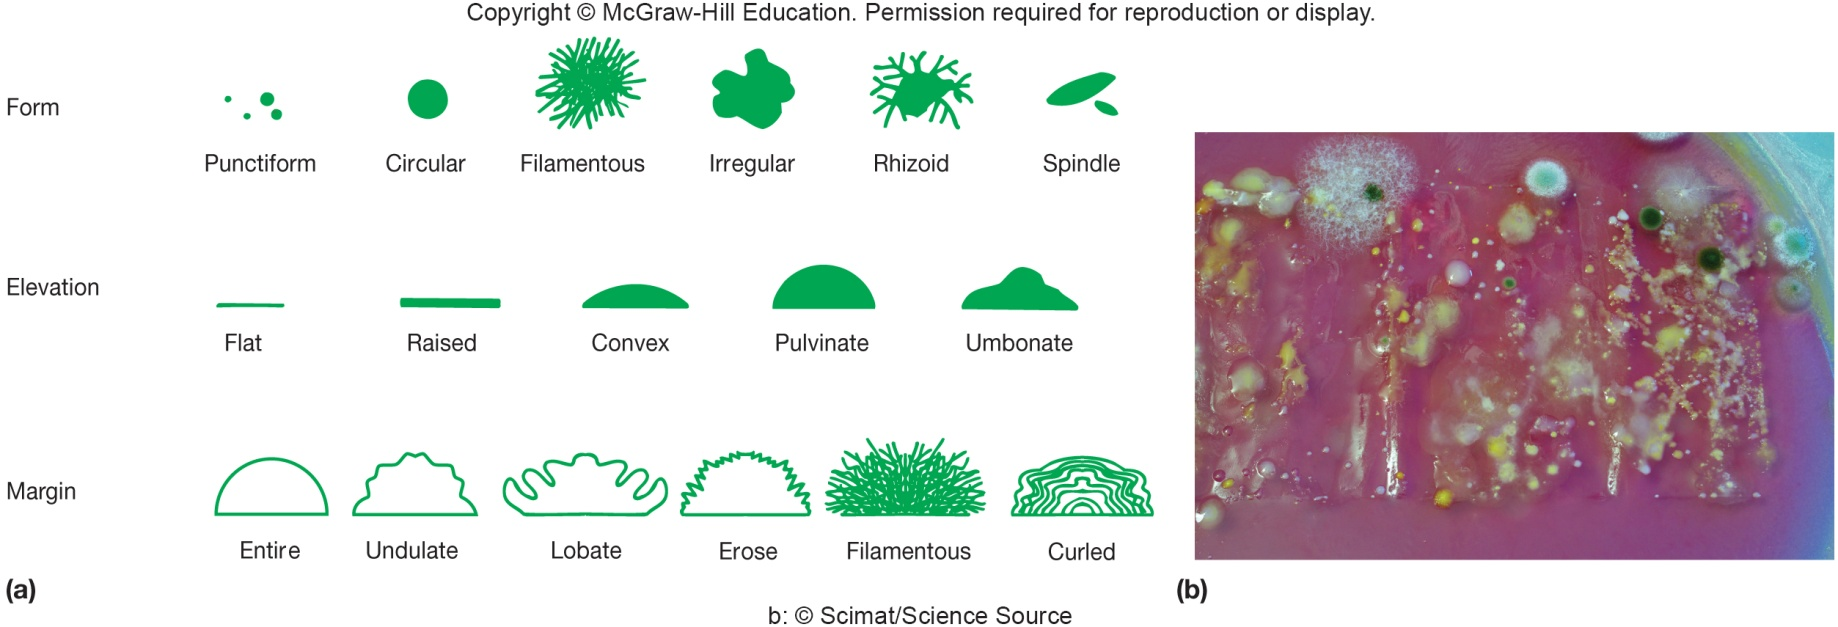 Copyright © McGraw-Hill Education. Permission required for reproduction or display.
Form
Punctiform Circular Filamentous Irregular Rhizoid Spindle
Elevation
Flat Raised Convex Pulvinate Umbonate
Margin
Entire Undulate Lobate Erose Filamentous Curled
(a) (b)
b: © Scimat/Science Source